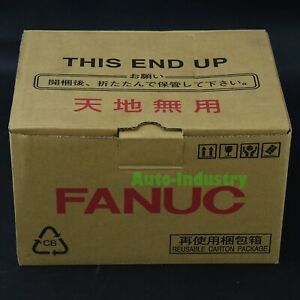 THIS END UP
お願い
開梱後、折たたんで保管して下さい。
天地無用
Auto-Industry
FANUC
CB
再使用梱包箱
REUSABLE CARTON PACKAGE